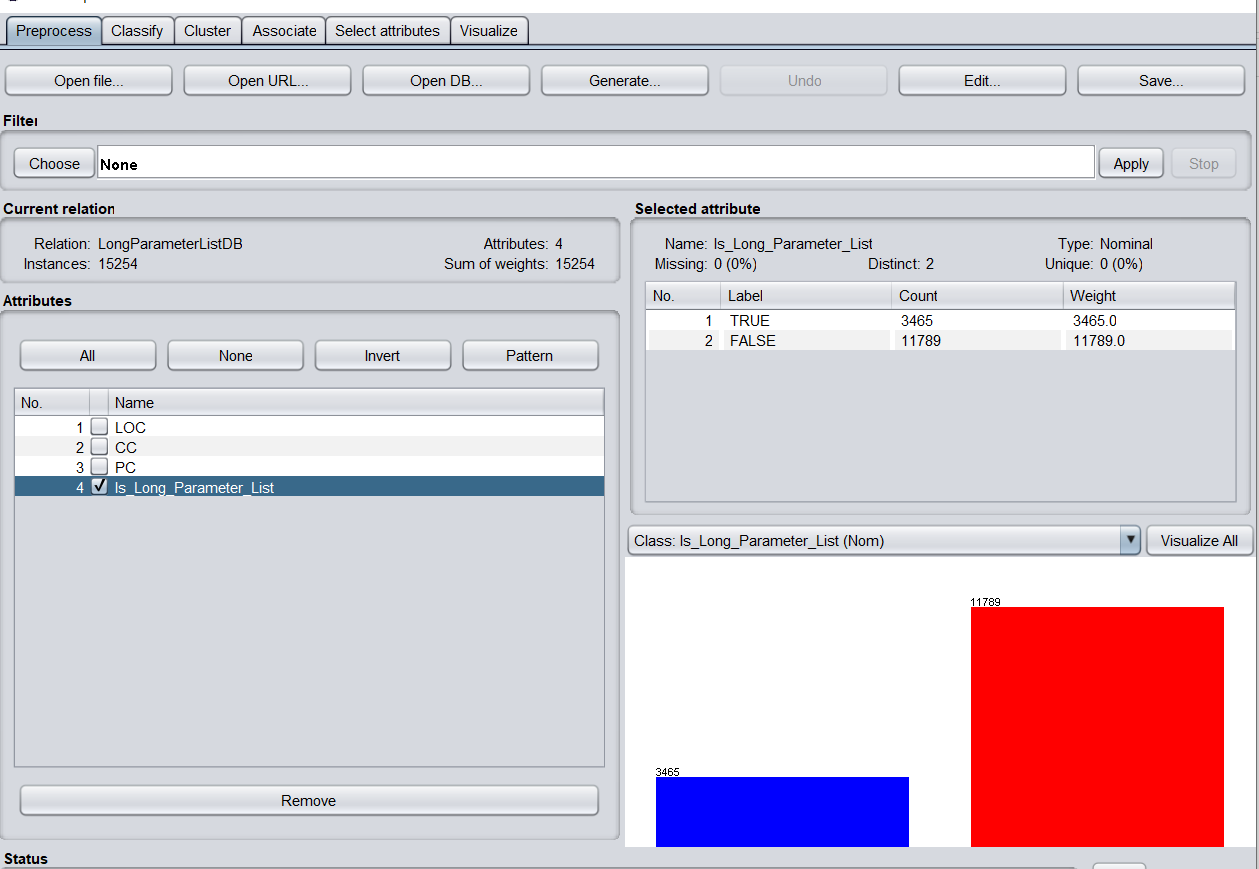 Preprocess Classify Cluster Associate Select attributes Visualize
Open file... Open URL... Open DB... Generate... Undo Edit... Save...
Filter
Choose None Apply Stop
Current relation
Relation: LongParameterListDB Attributes: 4
Instances: 15254 Sum of weights: 15254
Attributes
All None Invert Pattern
No. Name
1 LOC
2 CC
3 PC
4 Is_Long_Parameter_List
Remove
Selected attribute
Name: Is_Long_Parameter_List Type: Nominal
Missing: 0 (0%) Distinct: 2 Unique: 0 (0%)
No. Label Count Weight
1 TRUE 3465 3465.0
2 FALSE 11789 11789.0
Class: Is_Long_Parameter_List (Nom) Visualize All
11789
3465
Status